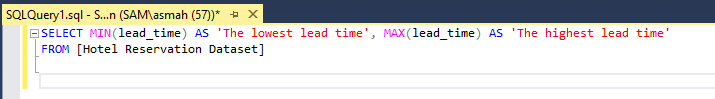 SQLQuery1.sql - S...n (SAM\asmah (57))*
SELECT MIN(lead_time) AS 'The lowest lead time', MAX(lead_time) AS 'The highest lead time'
FROM [Hotel Reservation Dataset]